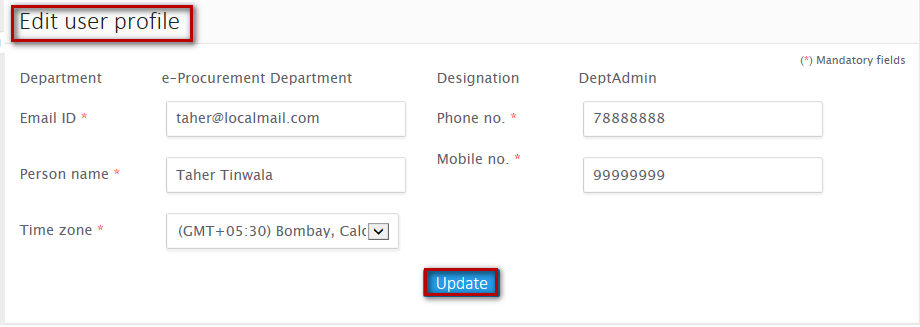 Edit user profile
(*) Mandatory fields
Department e-Procurement Department Designation DeptAdmin
Email ID * taher@localmail.com Phone no. * 78888888
Person name * Taher Tinwala Mobile no. * 99999999
Time zone * (GMT+05:30) Bombay, Calc
Update